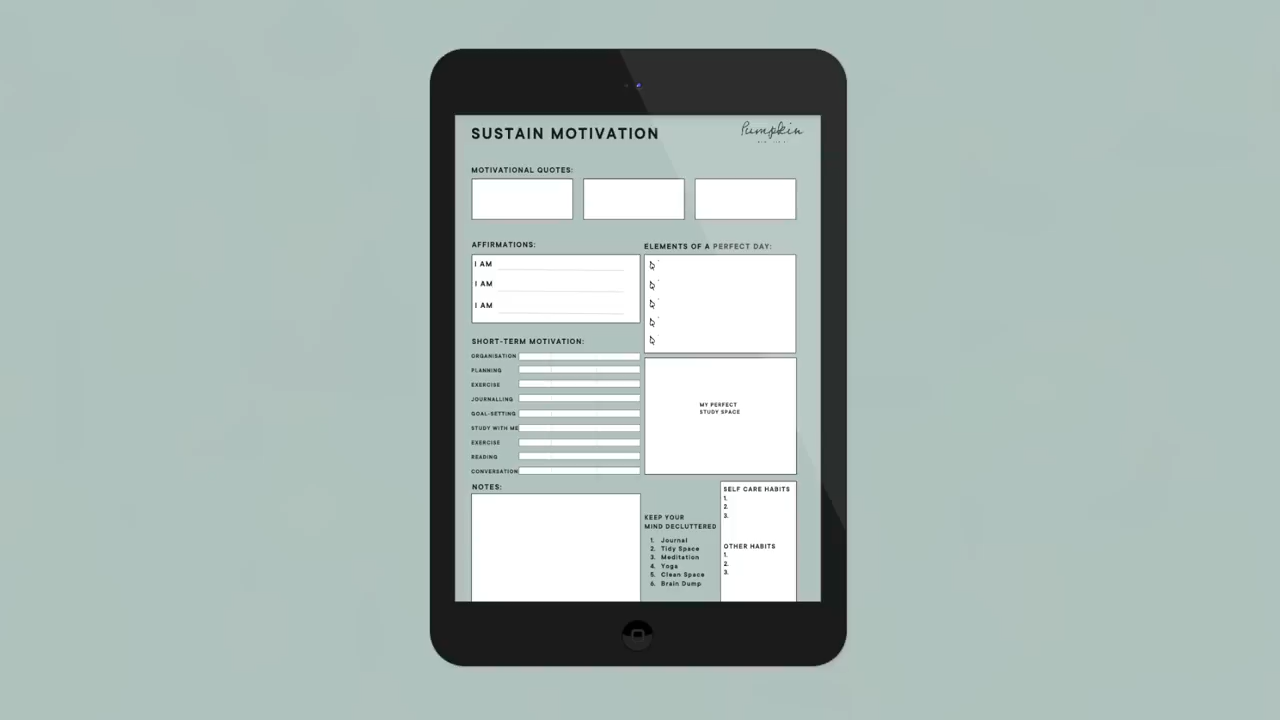 SUSTAIN MOTIVATION
Pumpkin
MOTIVATIONAL QUOTES:
AFFIRMATIONS:
I AM
I AM
I AM
ELEMENTS OF A PERFECT DAY:
SHORT-TERM MOTIVATION:
ORGANISATION
PLANNING
EXERCISE
JOURNALLING
GOAL-SETTING
STUDY WITH ME
EXERCISE
READING
CONVERSATION
MY PERFECT
STUDY SPACE
NOTES:
KEEP YOUR
MIND DECLUTTERED
1. Journal
2. Tidy Space
3. Meditation
4. Yoga
5. Clean Space
6. Brain Dump
SELF CARE HABITS
1.
2.
3.
OTHER HABITS
1.
2.
3.